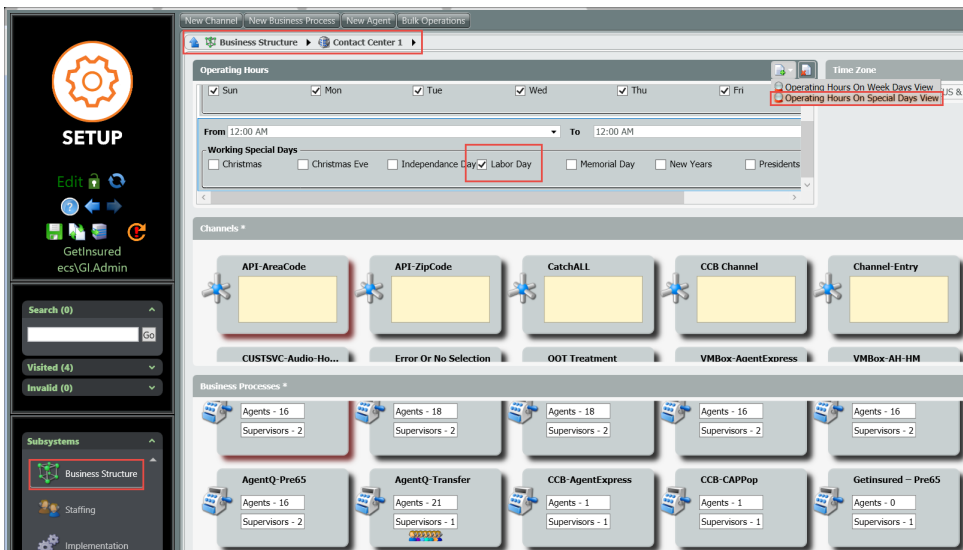 New Channel New Business Process New Agent Bulk Operations
Business Structure Contact Center 1
SETUP
Edit
?
GetInsured
ecs\GI.Admin
Search (0)
Go
Visited (4)
Invalid (0)
Subsystems
Business Structure
Staffing
Implementation
Operating Hours
Sun Mon Tue Wed Thu Fri
From 12:00 AM To 12:00 AM
Working Special Days
Christmas Christmas Eve Independance Day Labor Day Memorial Day New Years Presidents
Time Zone
Operating Hours On Week Days View
US &
Operating Hours On Special Days View
Channels *
API-AreaCode API-ZipCode CatchALL CCB Channel Channel-Entry
CUSTSVC-Audio-Ho... Error Or No Selection OOT Treatment VMBox-AgentExpress VMBox-AH-HM
Business Processes *
Agents - 16 Agents - 18 Agents - 18 Agents - 16 Agents - 16
Supervisors - 2 Supervisors - 2 Supervisors - 2 Supervisors - 2 Supervisors - 2
AgentQ-Pre65 AgentQ-Transfer CCB-AgentExpress CCB-CAPPop Getinsured – Pre65
Agents - 16 Agents - 21 Agents - 1 Agents - 1 Agents - 0
Supervisors - 2 Supervisors - 1 Supervisors - 1 Supervisors - 1 Supervisors - 1